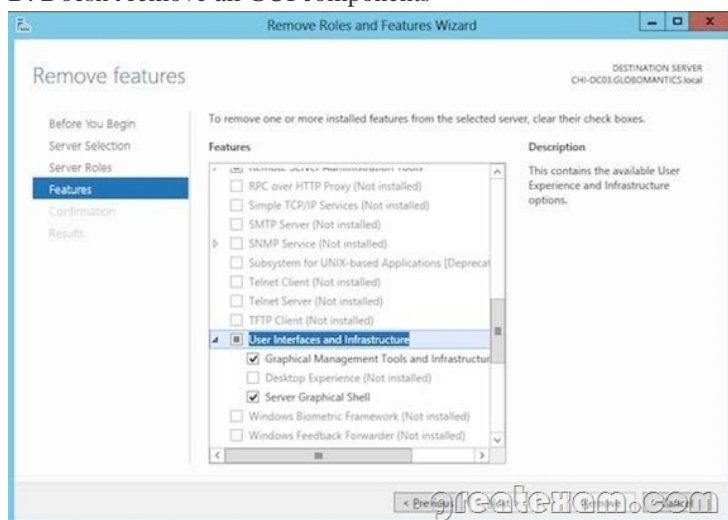 Remove Roles and Features Wizard
Remove features
DESTINATION SERVER
CHI-DC03.GLOBOMANTICS.local
Before You Begin
Server Selection
Server Roles
Features
Confirmation
Results
To remove one or more installed features from the selected server, clear their check boxes.
Features
RPC over HTTP Proxy (Not installed)
Simple TCP/IP Services (Not installed)
SMTP Server (Not installed)
SNMP Service (Not installed)
Subsystem for UNIX-based Applications [Deprecat
Telnet Client (Not installed)
Telnet Server (Not installed)
TFTP Client (Not installed)
User Interfaces and Infrastructure
Graphical Management Tools and Infrastructur
Desktop Experience (Not installed)
Server Graphical Shell
Windows Biometric Framework (Not installed)
Windows Feedback Forwarder (Not installed)
Description
This contains the available User
Experience and Infrastructure
options.
< Previous
Remove
Cancel
greatexam.com